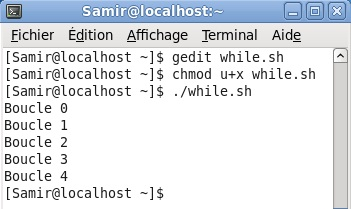 Samir@localhost:~
Fichier Édition Affichage Terminal Aide
[Samir@localhost ~]$ gedit while.sh
[Samir@localhost ~]$ chmod u+x while.sh
[Samir@localhost ~]$ ./while.sh
Boucle 0
Boucle 1
Boucle 2
Boucle 3
Boucle 4
[Samir@localhost ~]$